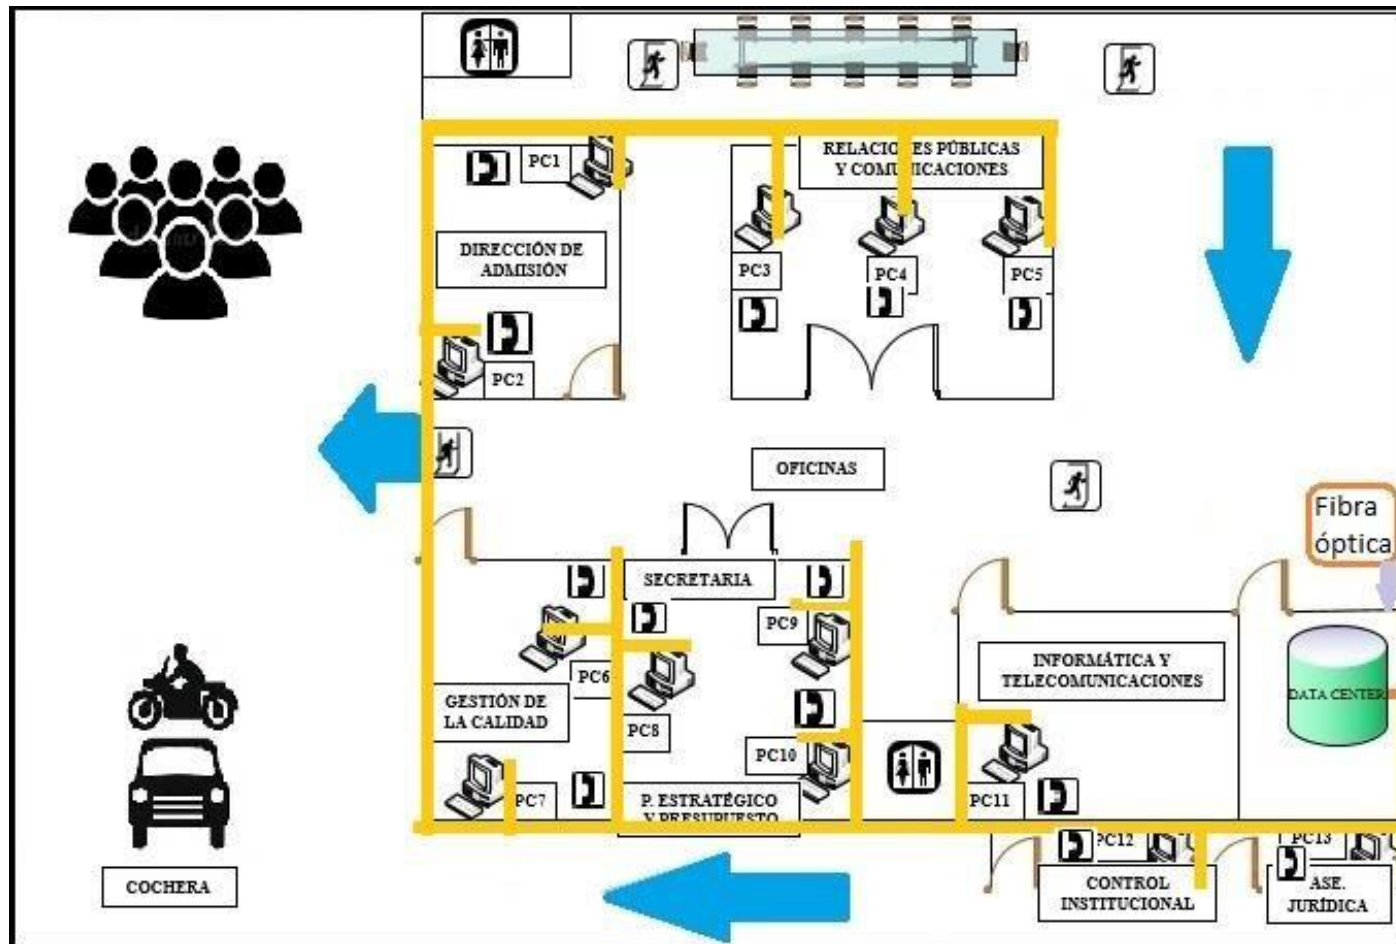 PC1
RELACIONES PÚBLICAS
Y COMUNICACIONES
DIRECCIÓN DE
ADMISIÓN
PC3
PC4
PC5
PC2
OFICINAS
Fibra
óptica
SECRETARIA
PC9
PC6
INFORMÁTICA Y
TELECOMUNICACIONES
GESTIÓN DE
LA CALIDAD
DATA CENTER
PC8
PC10
PC7
P. ESTRATÉGICO
Y PRESUPUESTO
PC11
PC12
PC13
COCHERA
CONTROL
INSTITUCIONAL
ASE.
JURÍDICA